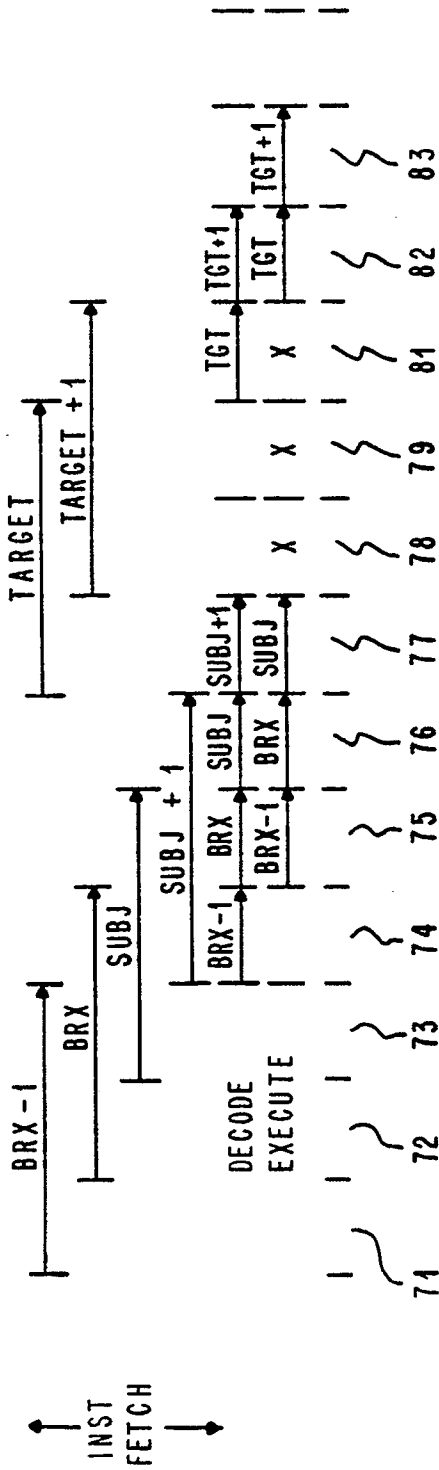 INST
FETCH
BRX-1
BRX
SUBJ
SUBJ + 1
TARGET
TARGET + 1
DECODE
BRX-1
BRX
SUBJ
SUBJ+1
TGT
TGT+1
EXECUTE
BRX-1
BRX
SUBJ
X
X
X
TGT
TGT+1
71
72
73
74
75
76
77
78
79
81
82
83